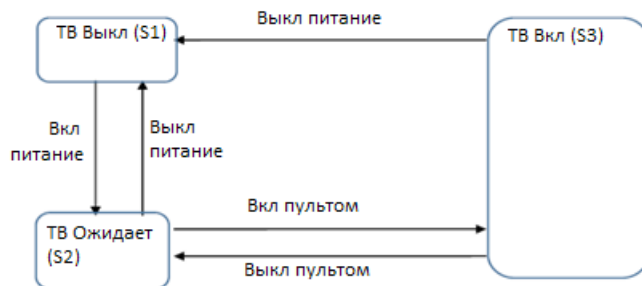 Выкл питание
ТВ Выкл (S1)
ТВ Вкл (S3)
Вкл
питание
Выкл
питание
Вкл пультом
ТВ Ожидает
(S2)
Выкл пультом